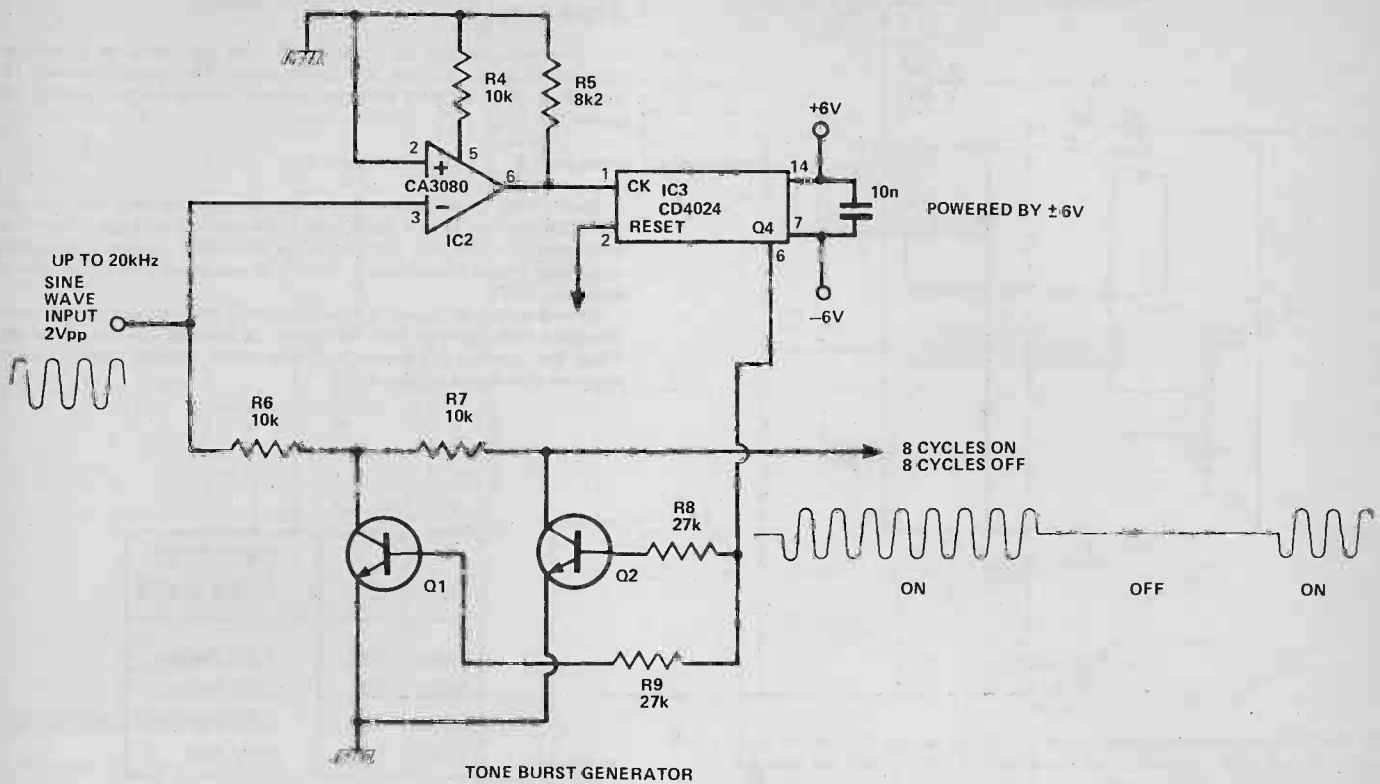 R4
10k
R5
8k2
+6V
2
+
5
CA3080
6
-
3
IC2
1
CK IC3
CD4024
RESET
2
Q4
14
7
6
10n
POWERED BY ±6V
-6V
UP TO 20kHz
SINE
WAVE
INPUT
2Vpp
R6
10k
R7
10k
8 CYCLES ON
8 CYCLES OFF
R8
27k
Q1
Q2
ON
OFF
ON
R9
27k
TONE BURST GENERATOR